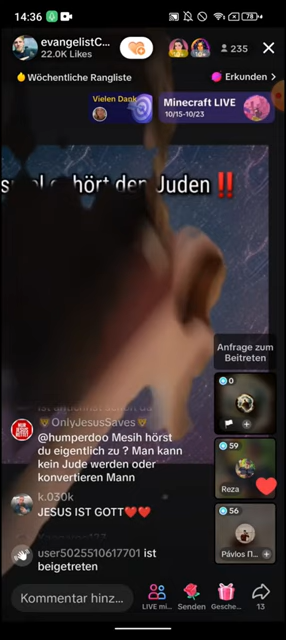 14:36
78
evangelistC...
22.0K Likes
235
Wöchentliche Rangliste
Erkunden >
Vielen Dank
Minecraft LIVE
10/15-10/23
hört den Juden‼️
Anfrage zum
Beitreten
0
OnlyJesusSaves
@humperdoo Mesih hörst
du eigentlich zu ? Man kann
kein Jude werden oder
konvertieren Mann
59
Reza
k.030k
JESUS IST GOTT❤️❤️
56
Pávlos Π...
user5025510617701 ist
beigetreten
Kommentar hinz...
LIVE mi...
Senden
Gesche...
13